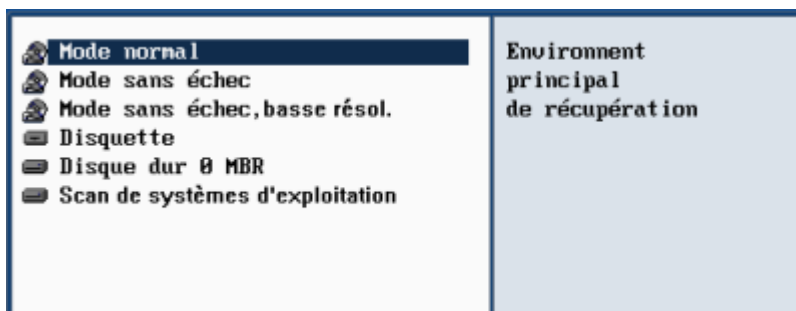 Mode normal
Mode sans échec
Mode sans échec,basse résol.
Disquette
Disque dur 0 MBR
Scan de systèmes d'exploitation
Environnent
principal
de récupération